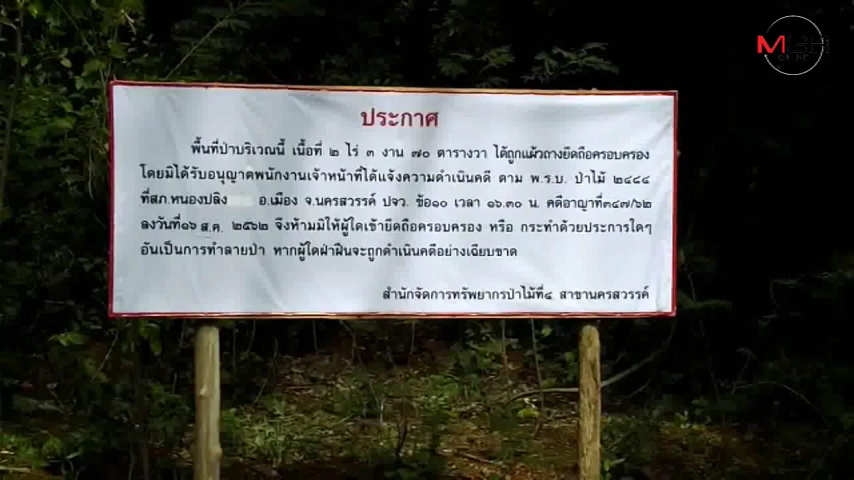 ประกาศ
พื้นที่ป่าบริเวณนี้ เนื้อที่ ๒ ไร่ ๓ งาน ๗๐ ตารางวา ได้ถูกแผ้วถางยึดถือครอบครอง
โดยมิได้รับอนุญาตพนักงานเจ้าหน้าที่ได้แจ้งความดำเนินคดี ตาม พ.ร.บ. ป่าไม้ ๒๔๘๔
ที่สภ.หนองปลิง อ.เมือง จ.นครสวรรค์ ปจว. ข้อ๑๐ เวลา ๑๖.๓๐ น. คดีอาญาที่๓๔๗/๖๒
ลงวันที่๑๖ ส.ค. ๒๕๖๒ จึงห้ามมิให้ผู้ใดเข้ายึดถือครอบครอง หรือ กระทำด้วยประการใดๆ
อันเป็นการทำลายป่า หากผู้ใดฝ่าฝืนจะถูกดำเนินคดีอย่างเฉียบขาด
สำนักจัดการทรัพยากรป่าไม้ที่๔ สาขานครสวรรค์